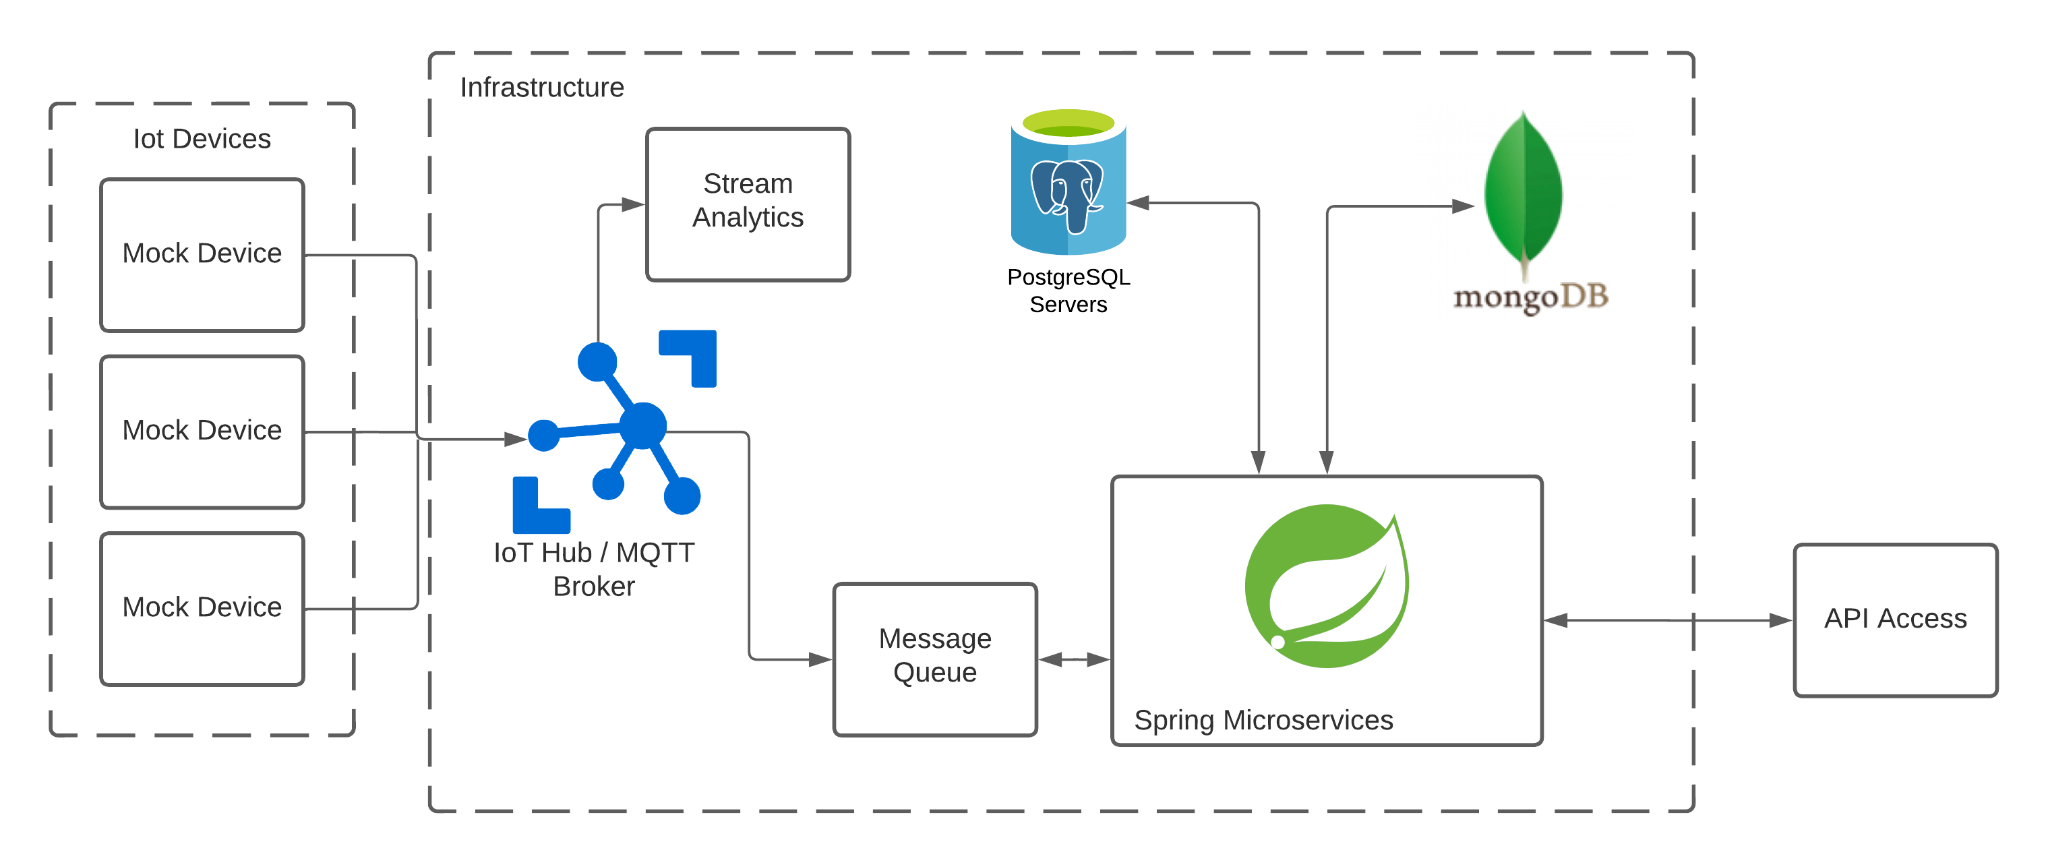 Infrastructure
Iot Devices
Mock Device
Mock Device
Mock Device
Stream
Analytics
IoT Hub / MQTT
Broker
PostgreSQL
Servers
mongoDB
Message
Queue
Spring Microservices
API Access